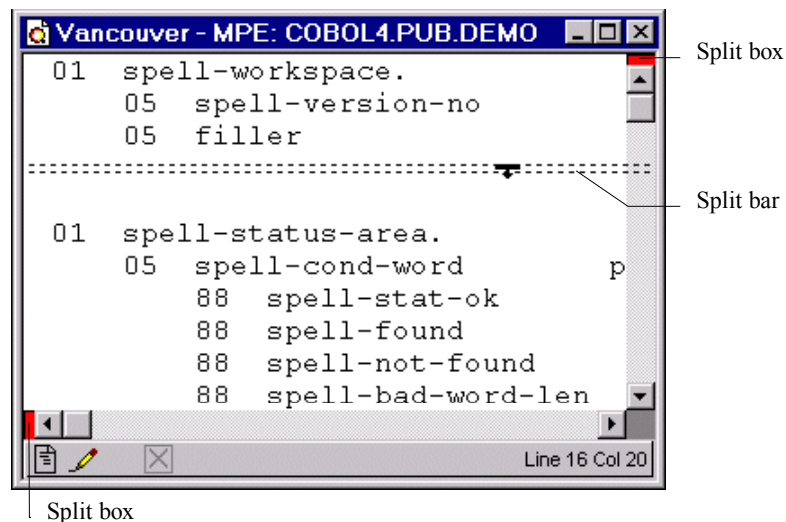 Vancouver - MPE: COBOL4.PUB.DEMO
Split box
01 spell-workspace.
05 spell-version-no
05 filler
Split bar
01 spell-status-area.
05 spell-cond-word p
88 spell-stat-ok
88 spell-found
88 spell-not-found
88 spell-bad-word-len
Line 16 Col 20
Split box